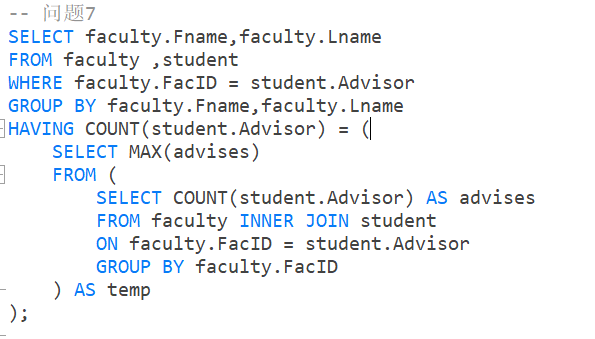 -- 问题7
SELECT faculty.Fname,faculty.Lname
FROM faculty ,student
WHERE faculty.FacID = student.Advisor
GROUP BY faculty.Fname,faculty.Lname
HAVING COUNT(student.Advisor) = (
    SELECT MAX(advises)
    FROM (
        SELECT COUNT(student.Advisor) AS advises
        FROM faculty INNER JOIN student
        ON faculty.FacID = student.Advisor
        GROUP BY faculty.FacID
    ) AS temp
);